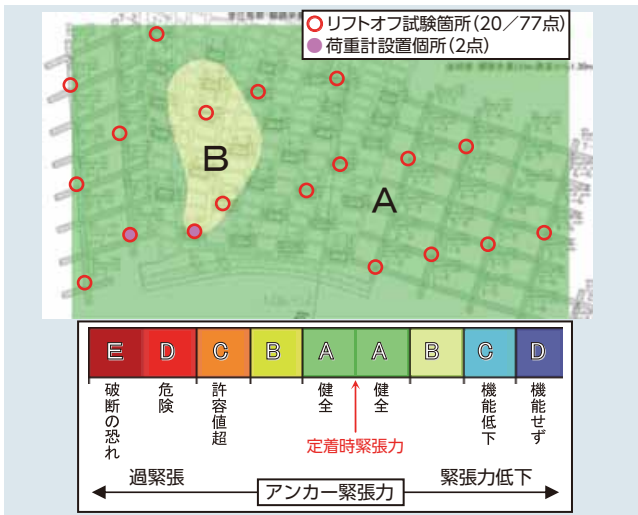 リフトオフ試験箇所(20／77点)
荷重計設置個所(2点)
B
A
E D C B A A B C D
破断の恐れ
危険
許容値超
健全
健全
機能低下
機能せず
定着時緊張力
過緊張
緊張力低下
アンカー緊張力